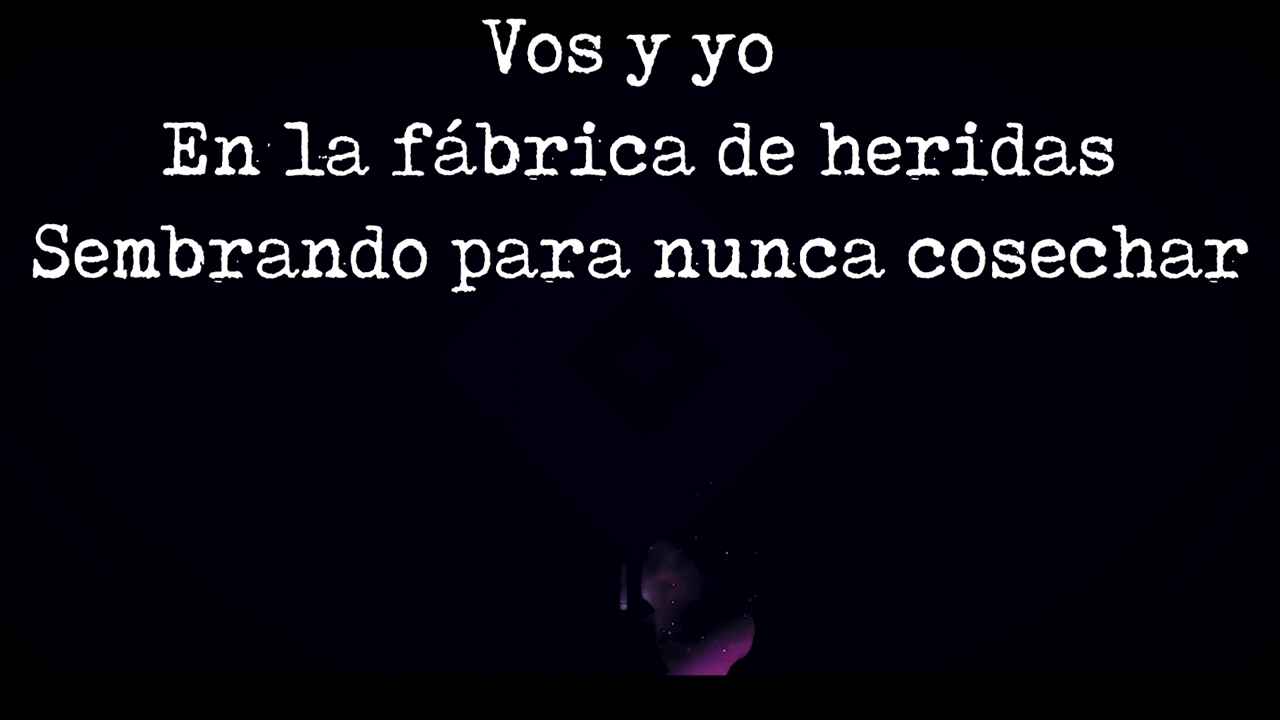 Vos y yo
En la fábrica de heridas
Sembrando para nunca cosechar